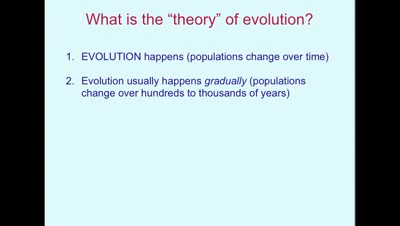 What is the “theory” of evolution?
1. EVOLUTION happens (populations change over time)
2. Evolution usually happens gradually (populations
change over hundreds to thousands of years)